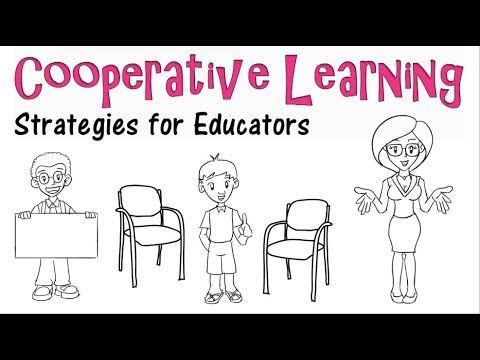 Cooperative Learning
Strategies for Educators